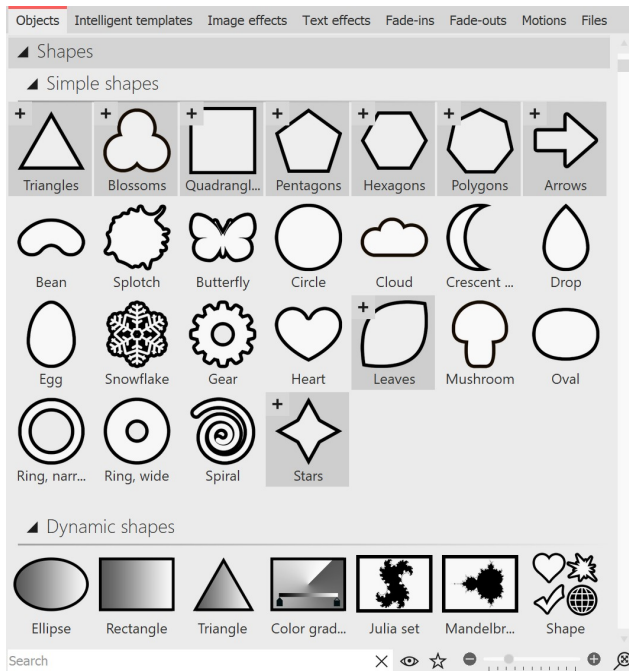 Objects Intelligent templates Image effects Text effects Fade-ins Fade-outs Motions Files
Shapes
Simple shapes
Triangles Blossoms Quadrangl... Pentagons Hexagons Polygons Arrows
Bean Splotch Butterfly Circle Cloud Crescent ... Drop
Egg Snowflake Gear Heart Leaves Mushroom Oval
Ring, narr... Ring, wide Spiral Stars
Dynamic shapes
Ellipse Rectangle Triangle Color grad... Julia set Mandelbr... Shape
Search